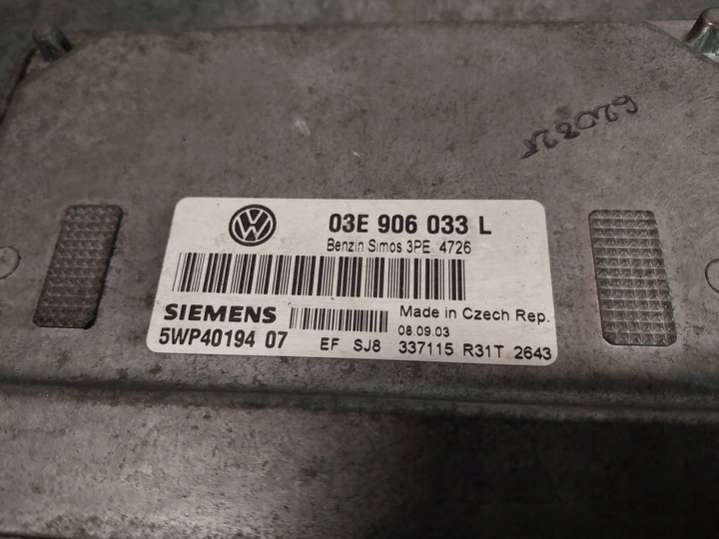 VW
03E 906 033 L
Benzin Simos 3PE 4726
SIEMENS
Made in Czech Rep.
08.09.03
5WP40194 07
EF SJ8 337115 R31T 2643